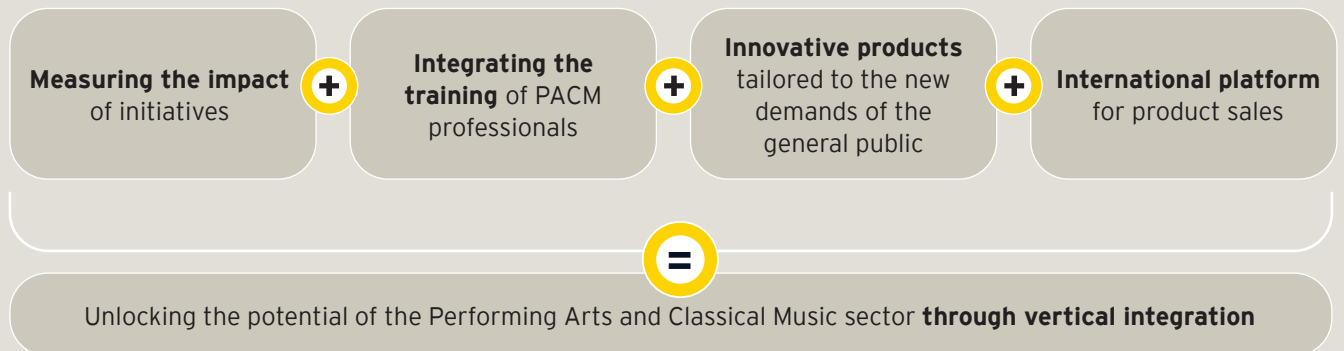 Measuring the impact
of initiatives
+
Integrating the
training of PACM
professionals
+
Innovative products
tailored to the new
demands of the
general public
+
International platform
for product sales
=
Unlocking the potential of the Performing Arts and Classical Music sector through vertical integration